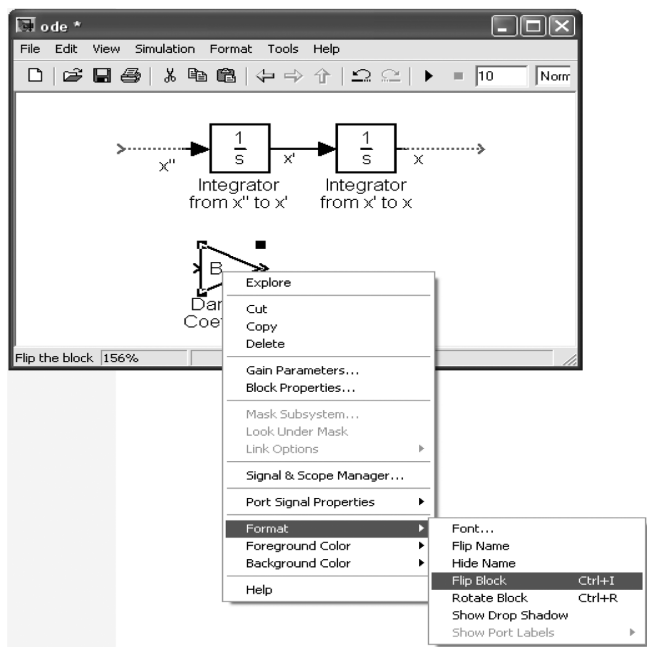 ode *
File Edit View Simulation Format Tools Help
10 Norm
1 1
s s
x'' x' x
Integrator Integrator
from x'' to x' from x' to x
B
Dar
Coef
Explore
Cut
Copy
Delete
Flip the block 156%
Gain Parameters...
Block Properties...
Mask Subsystem...
Look Under Mask
Link Options
Signal & Scope Manager...
Port Signal Properties
Format Font...
Foreground Color Flip Name
Background Color Hide Name
Flip Block Ctrl+I
Help Rotate Block Ctrl+R
Show Drop Shadow
Show Port Labels